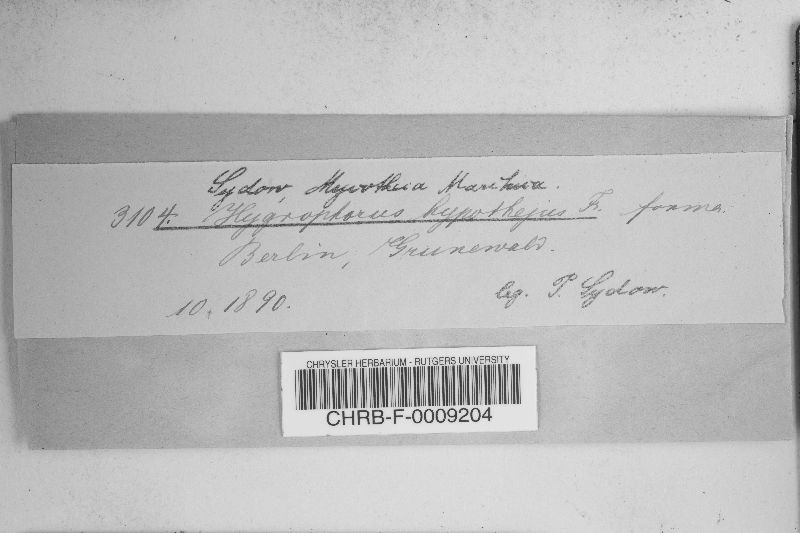 Sydow, Mycotheca Marchica.
3104. Hygrophorus hypothejus Fr. forma.
Berlin, Grunewald.
10. 1890. leg. P. Sydow.
CHRYSLER HERBARIUM - RUTGERS UNIVERSITY
CHRB-F-0009204